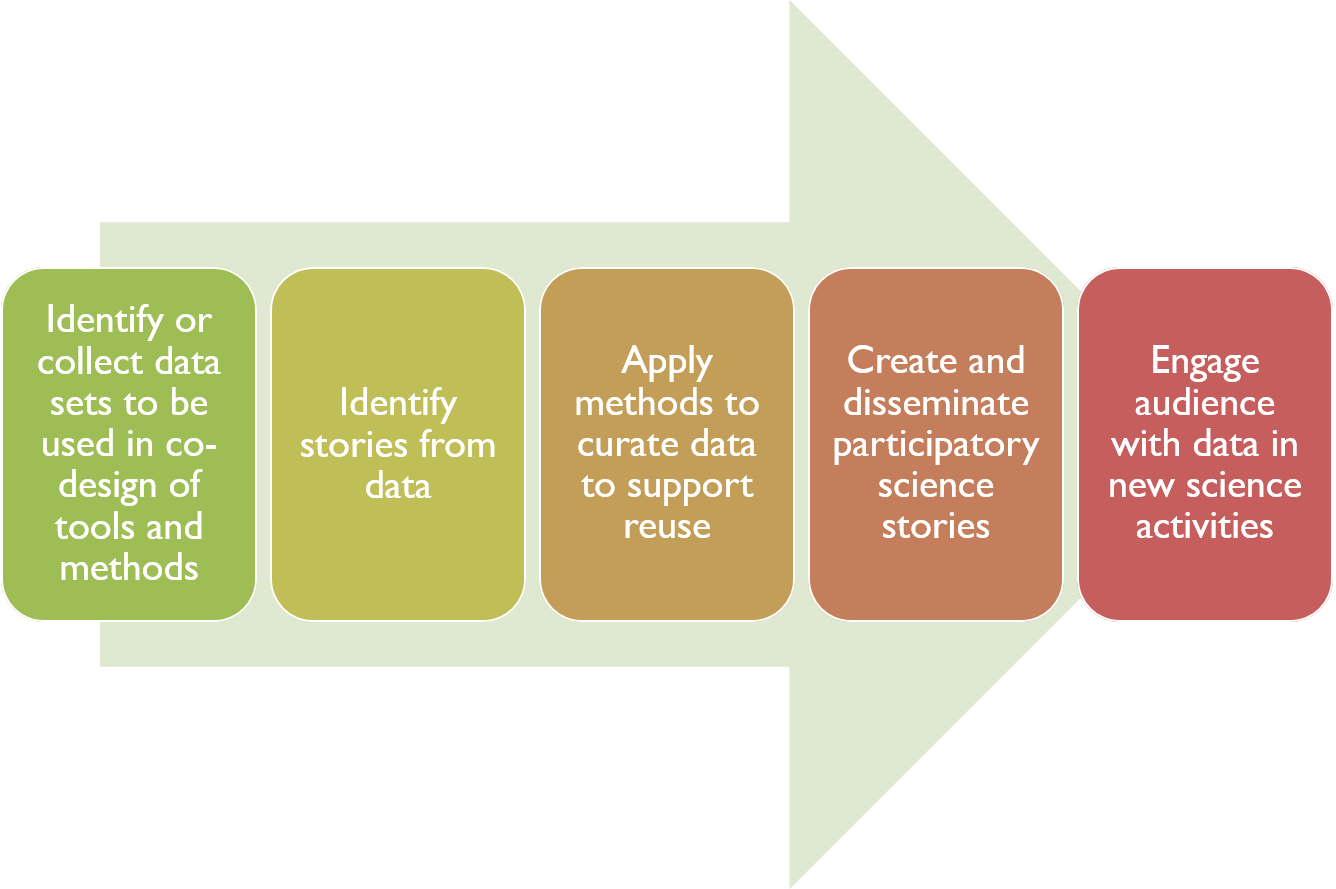 Identify or
collect data
sets to be
used in co-
design of
tools and
methods
Identify
stories from
data
Apply
methods to
curate data
to support
reuse
Create and
disseminate
participatory
science
stories
Engage
audience
with data in
new science
activities